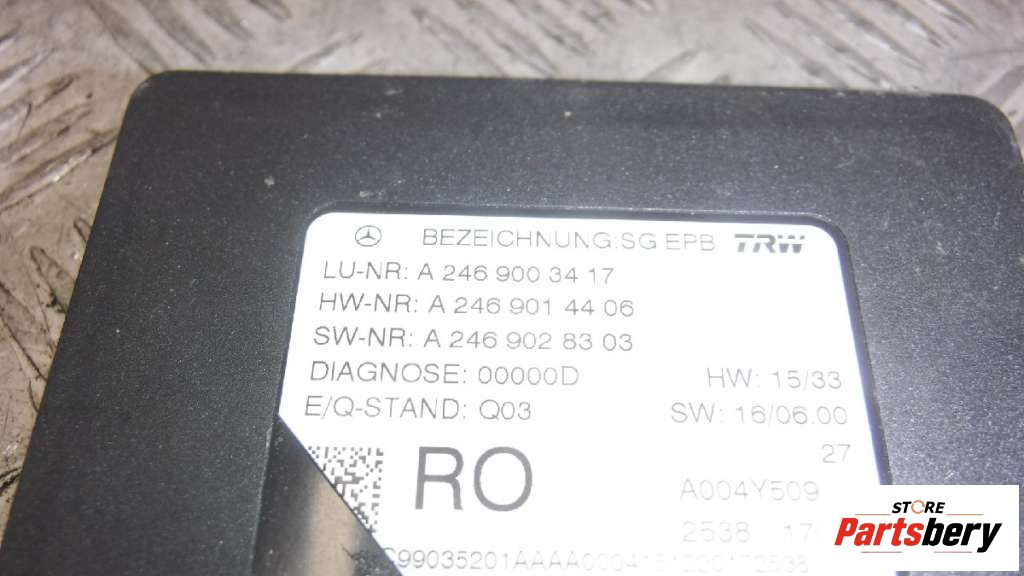 BEZEICHNUNG:SG EPB TRW
LU-NR: A 246 900 34 17
HW-NR: A 246 901 44 06
SW-NR: A 246 902 83 03
DIAGNOSE: 00000D HW: 15/33
E/Q-STAND: Q03 SW: 16/06.00
27
RO
A004Y509
2538 17
STORE
Partsbery